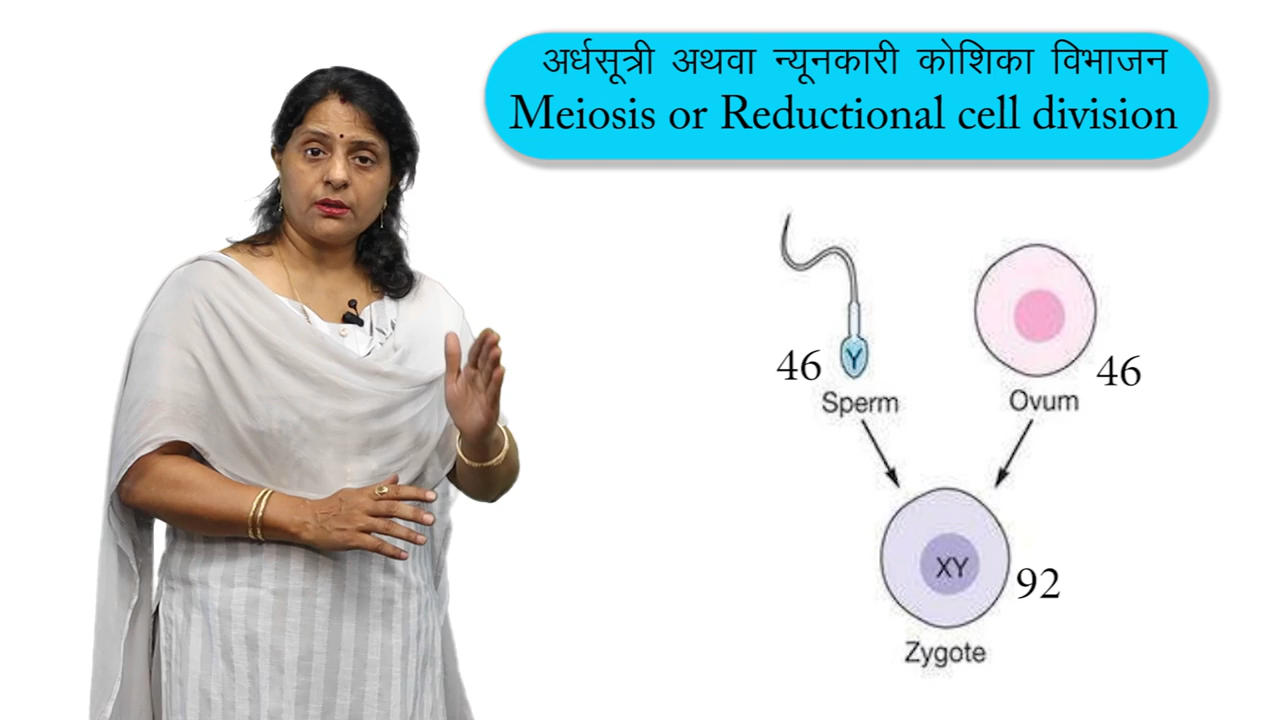 अर्धसूत्री अथवा न्यूनकारी कोशिका विभाजन
Meiosis or Reductional cell division
Y
46
46
Sperm
Ovum
XY
92
Zygote